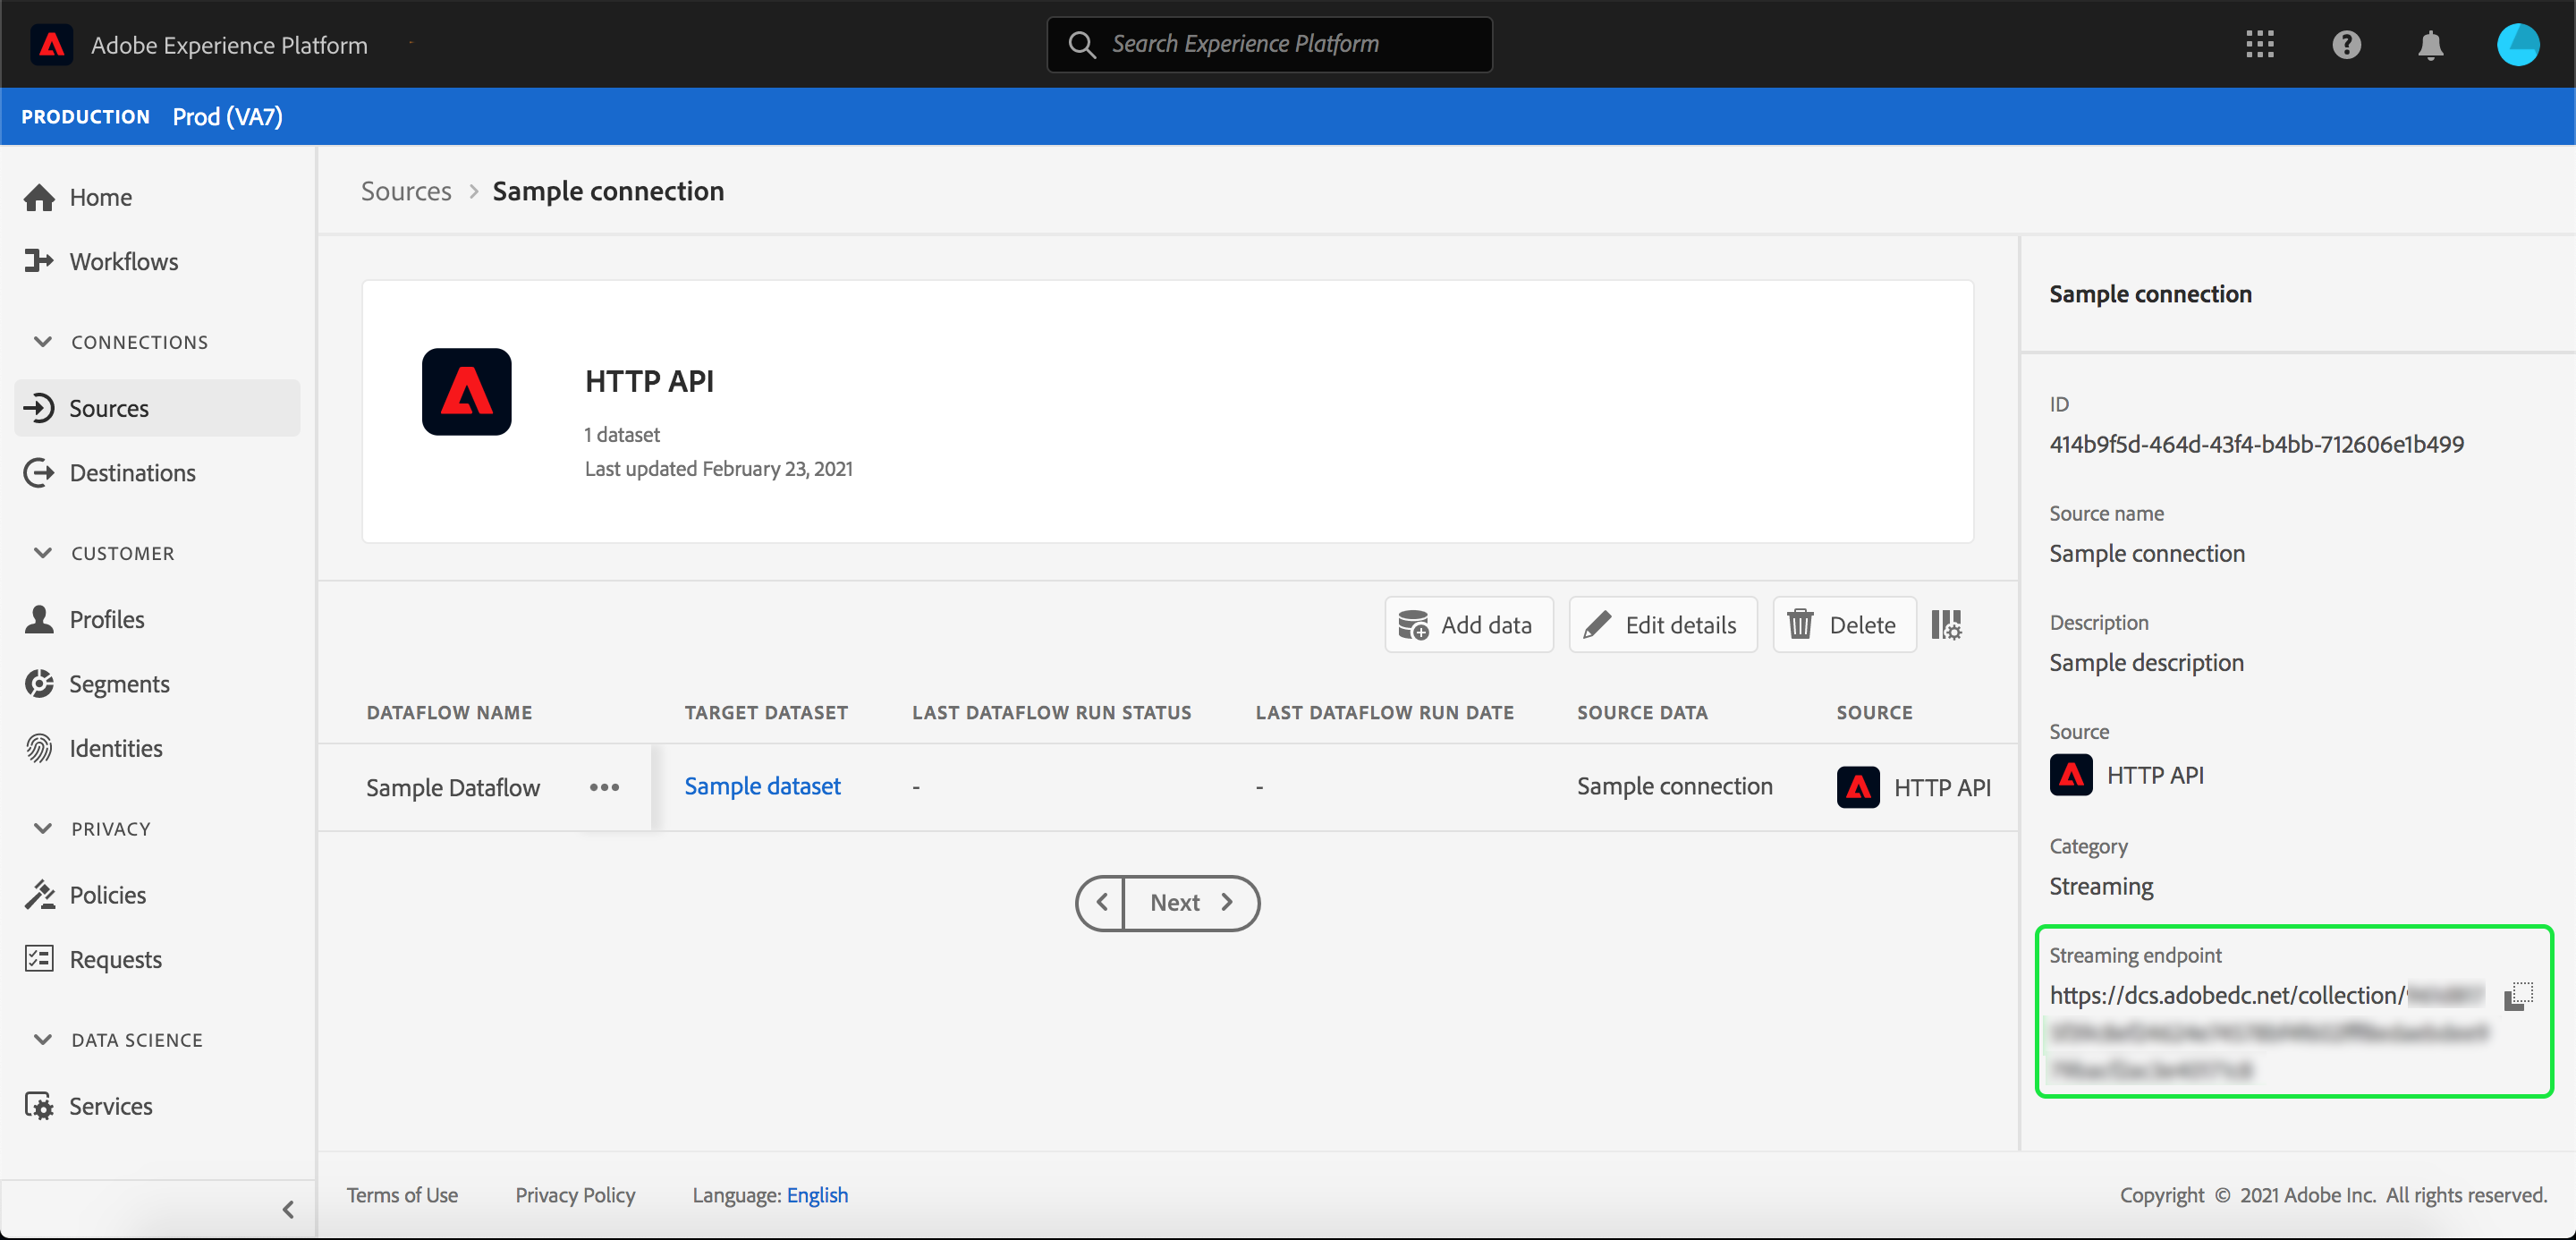 Adobe Experience Platform
Search Experience Platform
PRODUCTION Prod (VA7)
Home
Workflows
CONNECTIONS
Sources
Destinations
CUSTOMER
Profiles
Segments
Identities
PRIVACY
Policies
Requests
DATA SCIENCE
Services
Sources > Sample connection
HTTP API
1 dataset
Last updated February 23, 2021
Add data
Edit details
Delete
DATAFLOW NAME TARGET DATASET LAST DATAFLOW RUN STATUS LAST DATAFLOW RUN DATE SOURCE DATA SOURCE
Sample Dataflow ••• Sample dataset - - Sample connection HTTP API
< Next >
Sample connection
ID
414b9f5d-464d-43f4-b4bb-712606e1b499
Source name
Sample connection
Description
Sample description
Source
HTTP API
Category
Streaming
Streaming endpoint
https://dcs.adobedc.net/collection/
Terms of Use Privacy Policy Language: English
Copyright © 2021 Adobe Inc. All rights reserved.